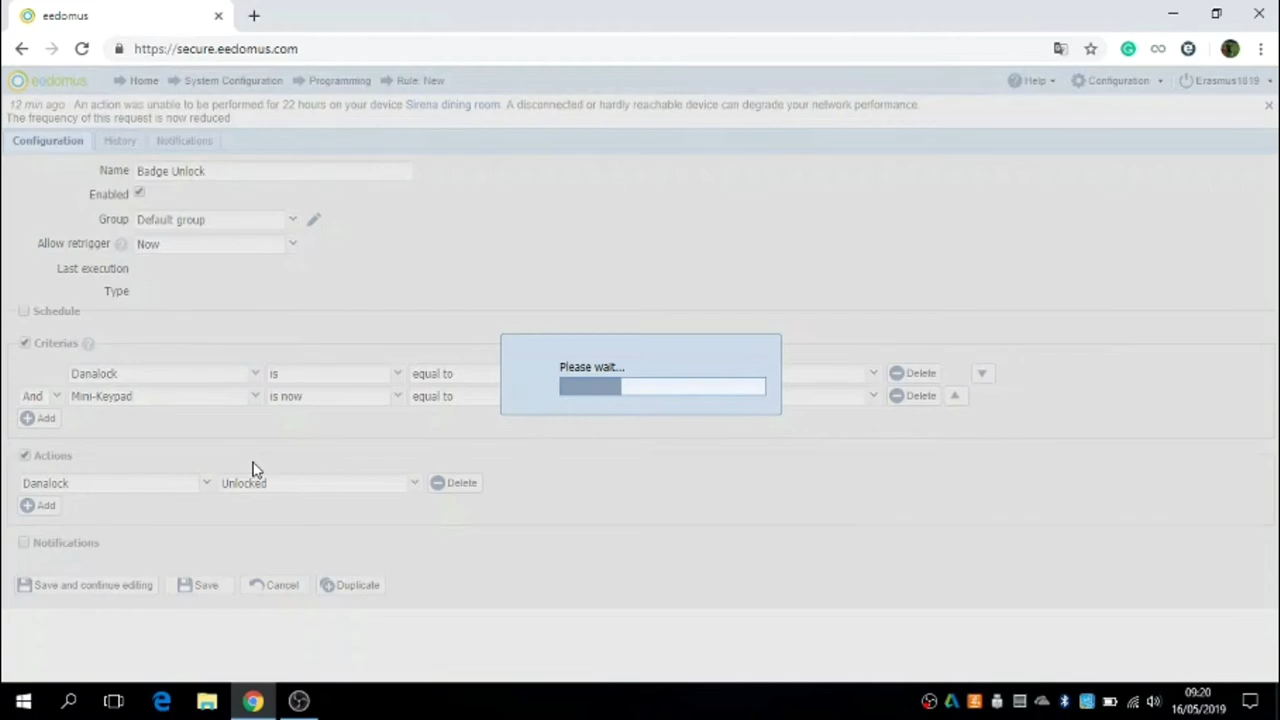 eedomus
https://secure.eedomus.com
eedomus Home System Configuration Programming Rule: New Help Configuration Erasmus1819
12 min ago An action was unable to be performed for 22 hours on your device Sirena dining room. A disconnected or hardly reachable device can degrade your network performance.
The frequency of this request is now reduced
Configuration History Notifications
Name Badge Unlock
Enabled
Group Default group
Allow retrigger Now
Last execution
Type
Schedule
Criterias
Please wait...
Danalock is equal to Delete
And Mini-Keypad is now equal to Delete
Add
Actions
Danalock Unlocked Delete
Add
Notifications
Save and continue editing Save Cancel Duplicate
09:20
16/05/2019